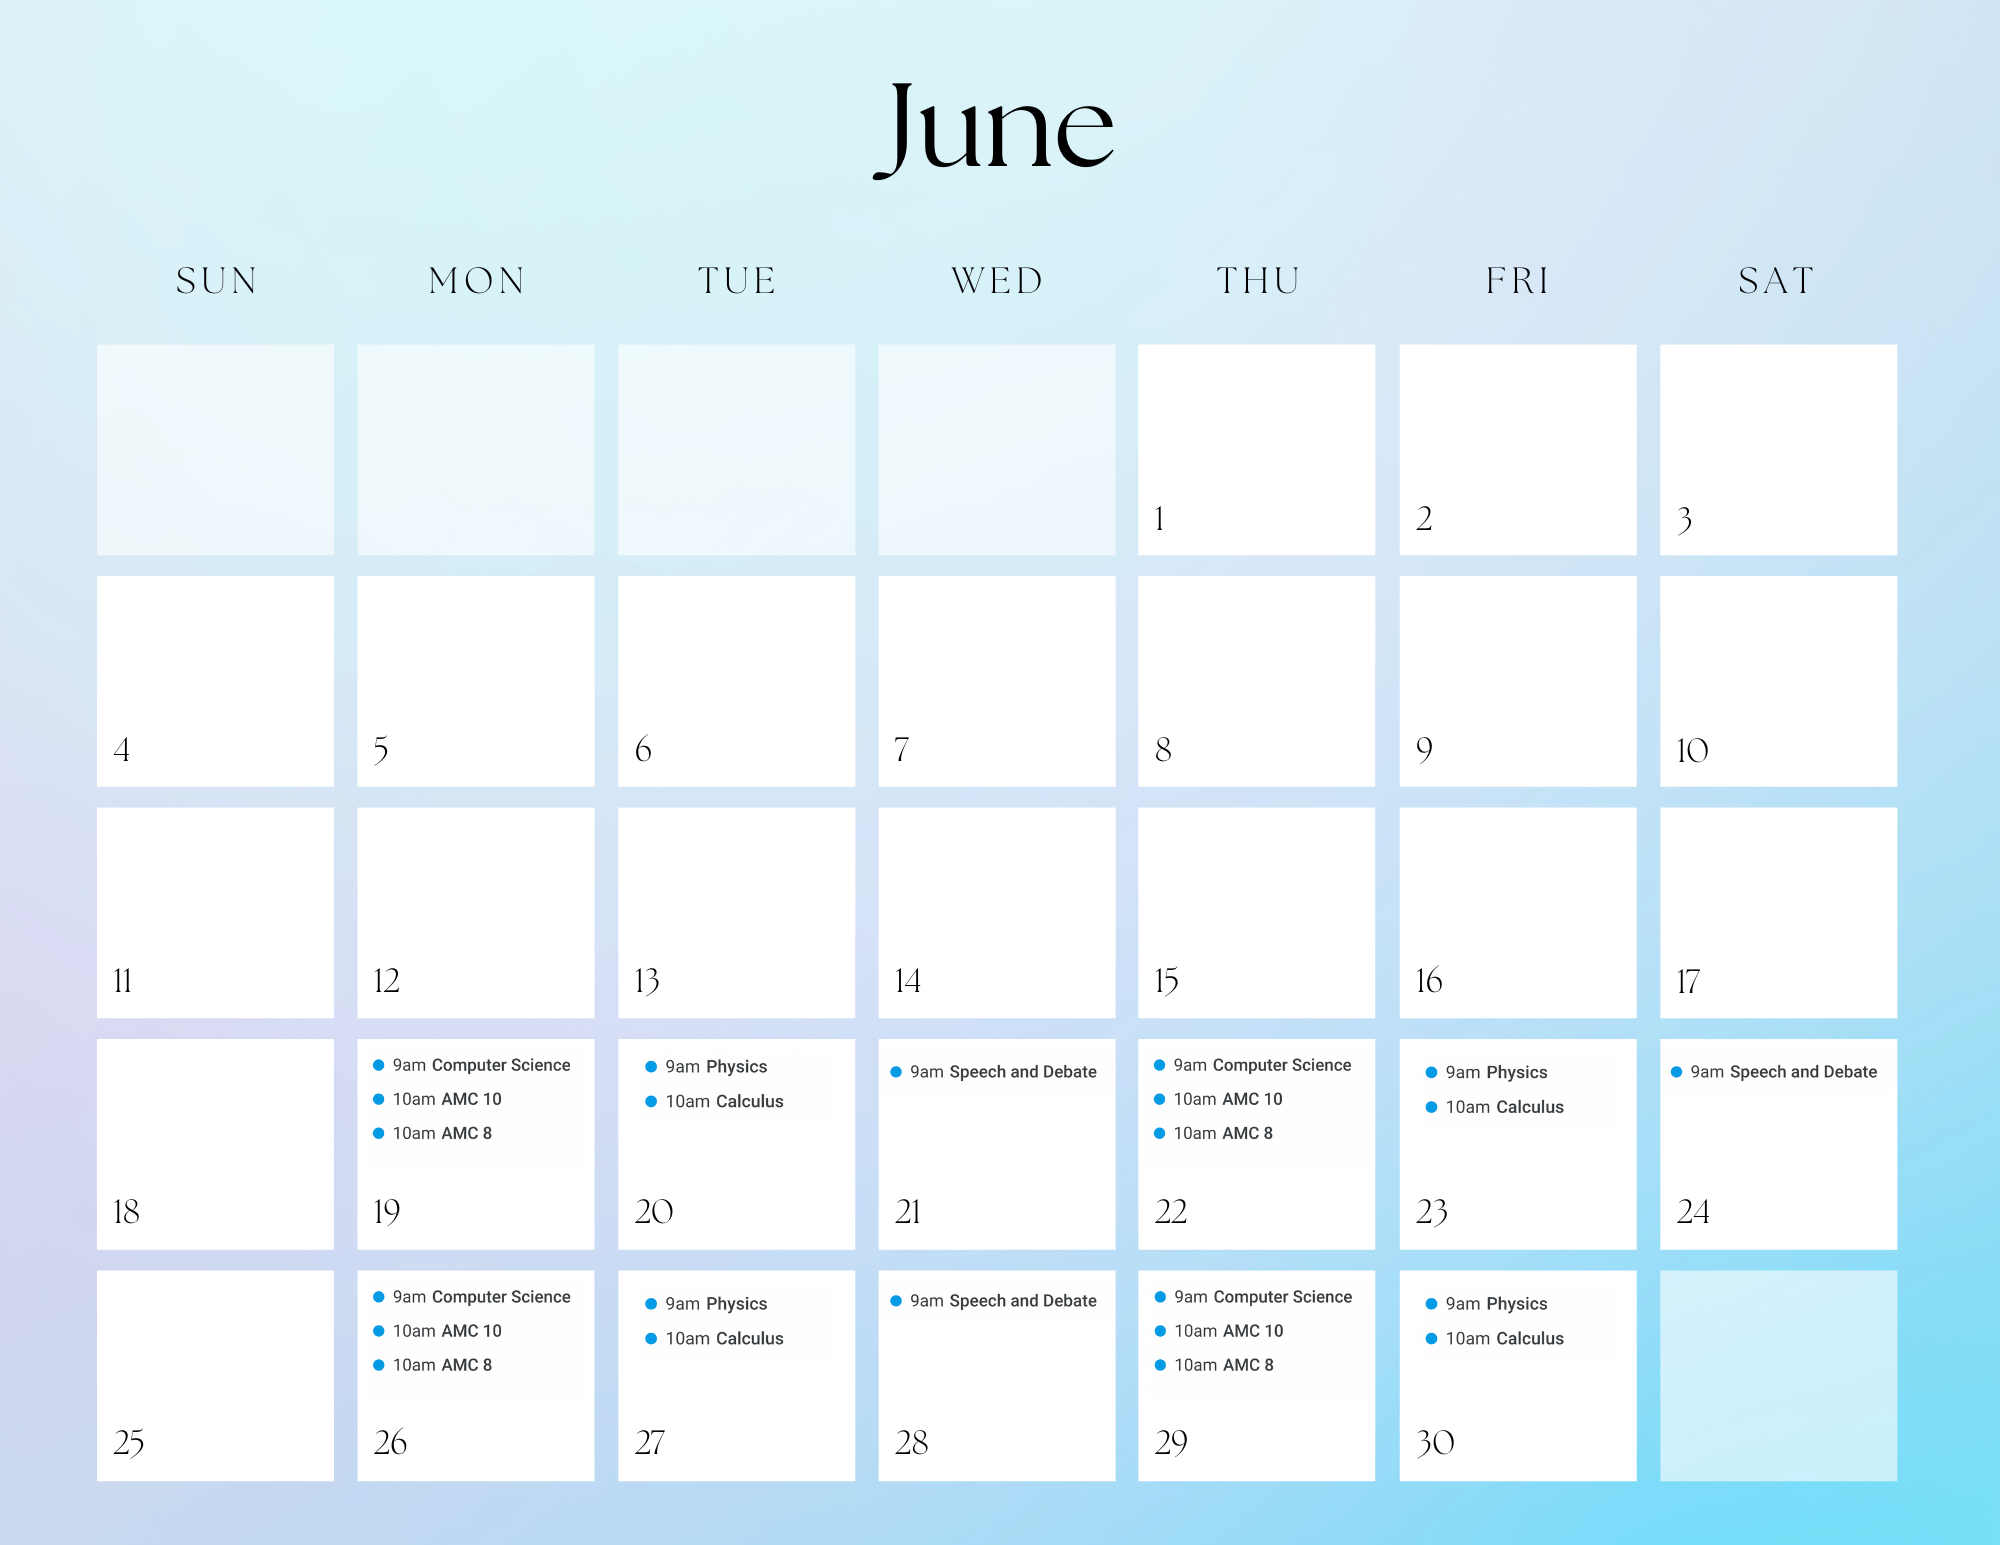 June
SUN MON TUE WED THU FRI SAT
1 2 3
4 5 6 7 8 9 10
11 12 13 14 15 16 17
18
9am Computer Science
10am AMC 10
10am AMC 8
19
9am Physics
10am Calculus
20
9am Speech and Debate
21
9am Computer Science
10am AMC 10
10am AMC 8
22
9am Physics
10am Calculus
23
9am Speech and Debate
24
25
9am Computer Science
10am AMC 10
10am AMC 8
26
9am Physics
10am Calculus
27
9am Speech and Debate
28
9am Computer Science
10am AMC 10
10am AMC 8
29
9am Physics
10am Calculus
30